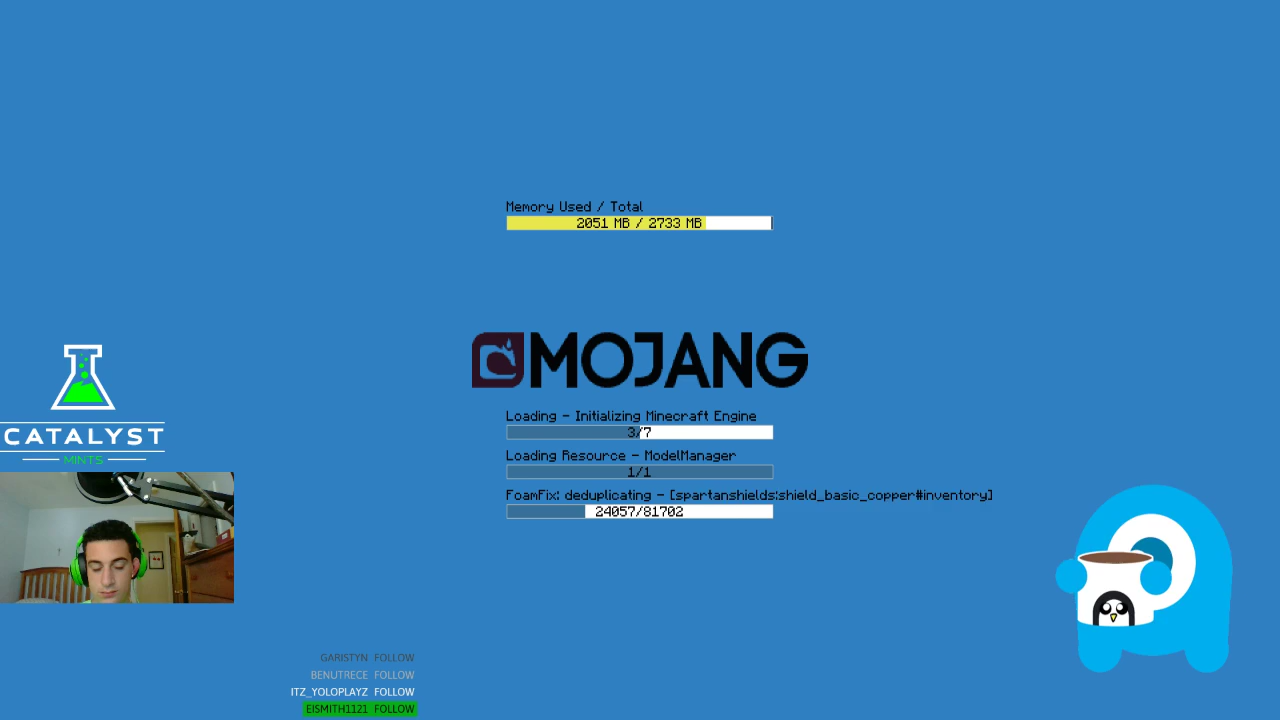 Memory Used / Total
2051 MB / 2733 MB
MOJANG
Loading - Initializing Minecraft Engine
3/7
Loading Resource - ModelManager
1/1
FoamFix: deduplicating - [spartanshields:shield_basic_copper#inventory]
24057/81702
CATALYST
MINTS
GARISTYN FOLLOW
BENUTRECE FOLLOW
ITZ_YOLOPLAYZ FOLLOW
EISMITH1121 FOLLOW